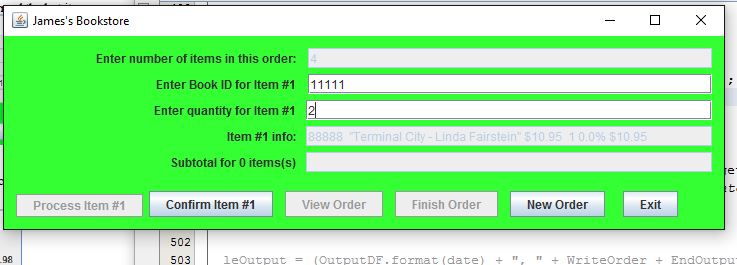 James's Bookstore
Enter number of items in this order: 4
Enter Book ID for Item #1 11111
Enter quantity for Item #1 2
Item #1 info: 88888 "Terminal City - Linda Fairstein" $10.95 1 0.0% $10.95
Subtotal for 0 items(s)
Process Item #1 Confirm Item #1 View Order Finish Order New Order Exit
502
503 leOutput = (OutputDF.format(date) + ", " + WriteOrder + EndOutpu